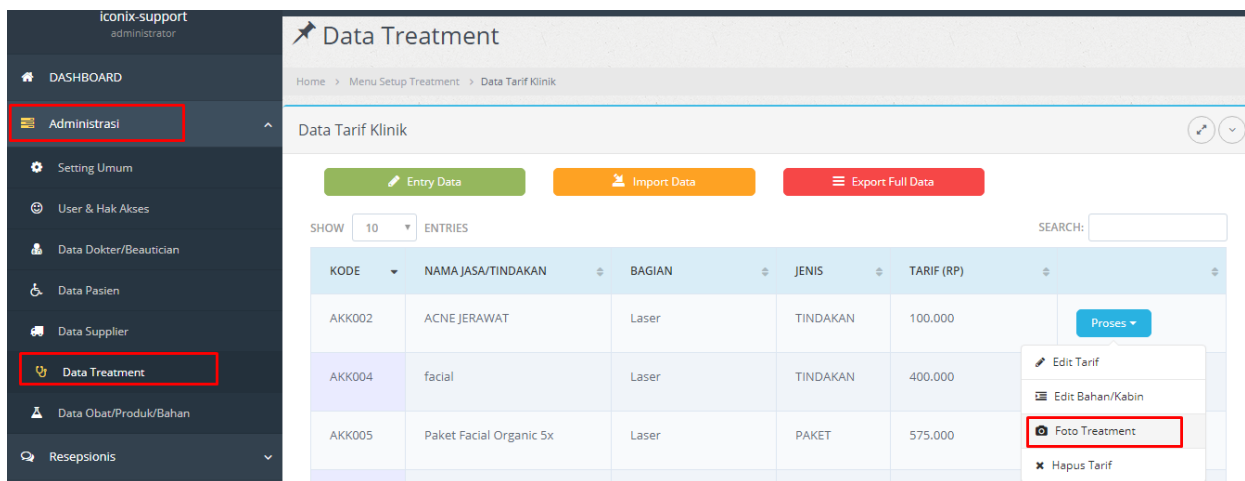 iconix-support
administrator
DASHBOARD
Administrasi
Setting Umum
User & Hak Akses
Data Dokter/Beautician
Data Pasien
Data Supplier
Data Treatment
Data Obat/Produk/Bahan
Resepsionis
Data Treatment
Home > Menu Setup Treatment > Data Tarif Klinik
Data Tarif Klinik
Entry Data Import Data Export Full Data
SHOW 10 ENTRIES SEARCH:
KODE NAMA JASA/TINDAKAN BAGIAN JENIS TARIF (RP)
AKK002 ACNE JERAWAT Laser TINDAKAN 100.000 Proses
AKK004 facial Laser TINDAKAN 400.000
AKK005 Paket Facial Organic 5x Laser PAKET 575.000
Edit Tarif
Edit Bahan/Kabin
Foto Treatment
Hapus Tarif